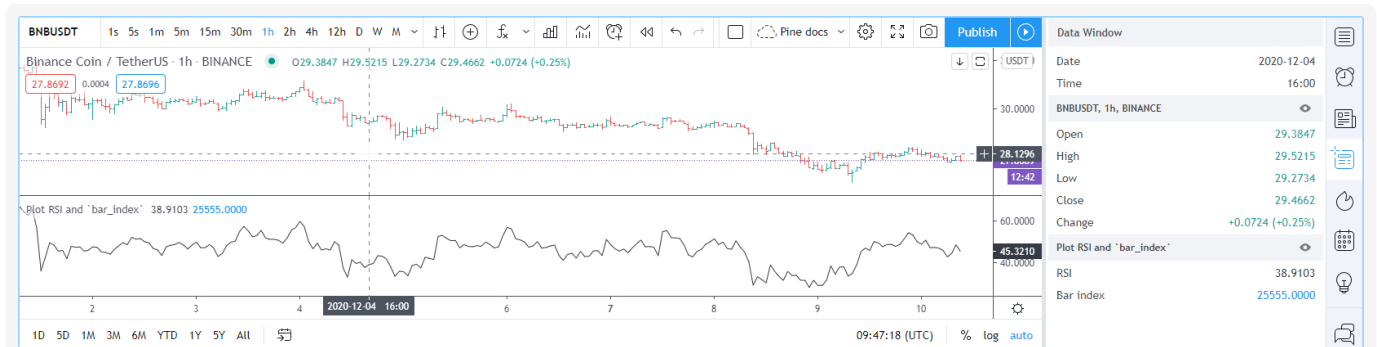 BNBUSDT 1s 5s 1m 5m 15m 30m 1h 2h 4h 12h D W M Pine docs Publish
Binance Coin / TetherUS · 1h · BINANCE O29.3847 H29.5215 L29.2734 C29.4662 +0.0724 (+0.25%) USDT
27.8692 0.0004 27.8696
30.0000
28.1296
12:42
Plot RSI and `bar_index` 38.9103 25555.0000
60.0000
45.3210
40.0000
2 3 4 2020-12-04 16:00 6 7 8 9 10
1D 5D 1M 3M 6M YTD 1Y 5Y All 09:47:18 (UTC) % log auto
Data Window
Date 2020-12-04
Time 16:00
BNBUSDT, 1h, BINANCE
Open 29.3847
High 29.5215
Low 29.2734
Close 29.4662
Change +0.0724 (+0.25%)
Plot RSI and `bar_index`
RSI 38.9103
Bar index 25555.0000